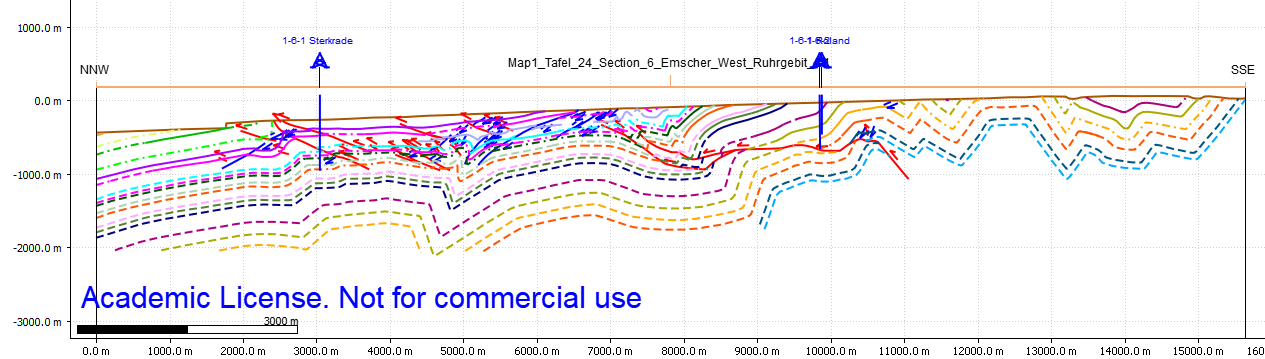 1000.0 m
1-6-1 Sterkrade
Map1_Tafel_24_Section_6_Emscher_West_Ruhrgebit
NNW
SSE
0.0 m
-1000.0 m
-2000.0 m
Academic License. Not for commercial use
-3000.0 m
3000 m
0.0 m 1000.0 m 2000.0 m 3000.0 m 4000.0 m 5000.0 m 6000.0 m 7000.0 m 8000.0 m 9000.0 m 10000.0 m 11000.0 m 12000.0 m 13000.0 m 14000.0 m 15000.0 m 160